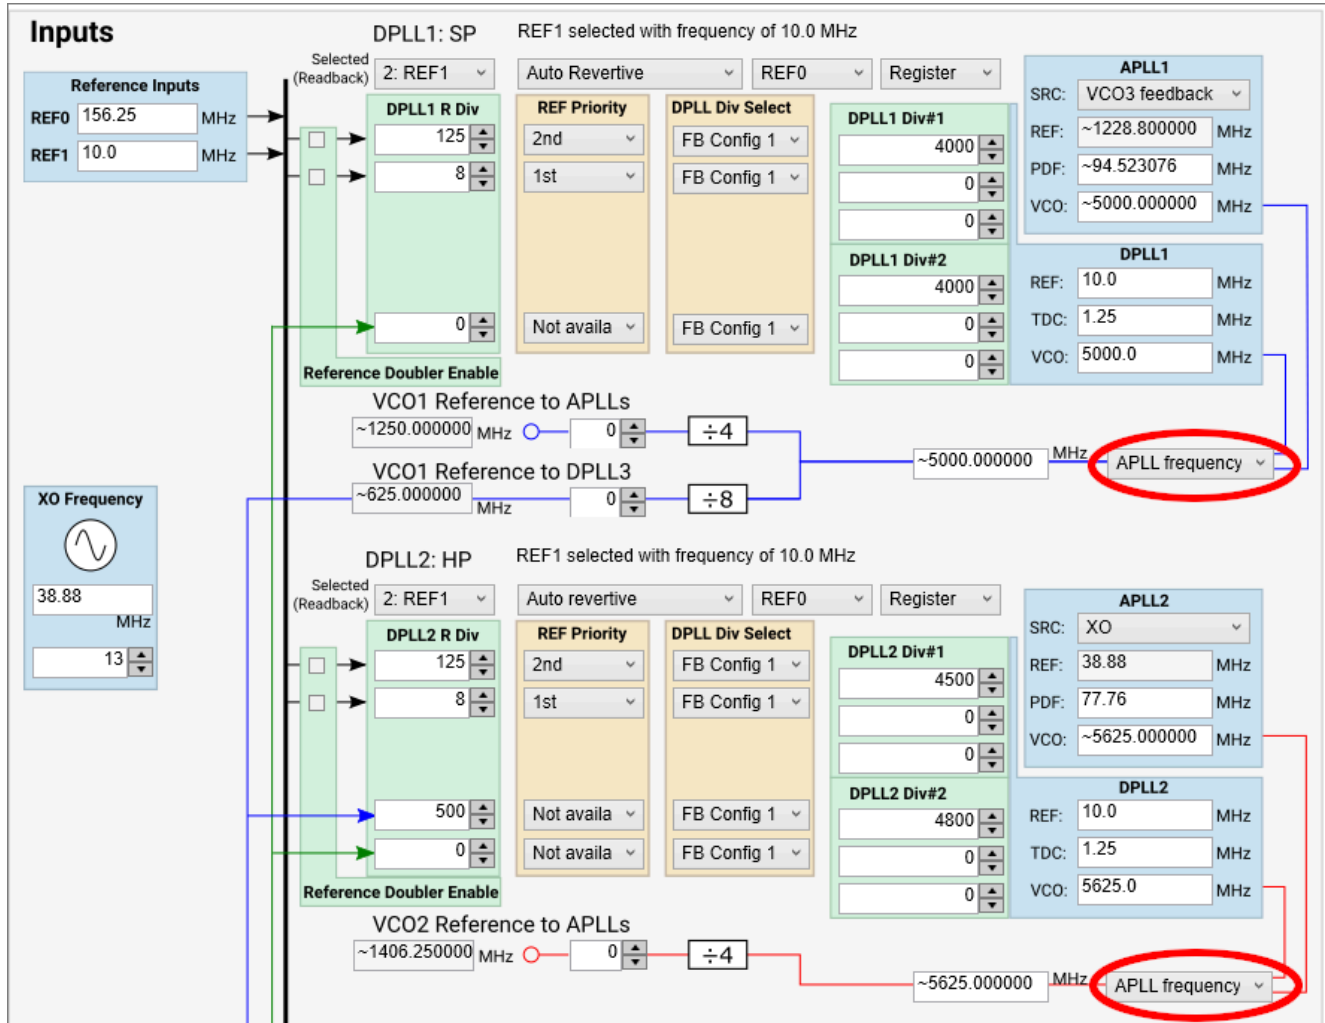 Inputs
DPLL1: SP
REF1 selected with frequency of 10.0 MHz
Selected
(Readback)
2: REF1
Auto Revertive
REF0
Register
Reference Inputs
REF0 156.25 MHz
REF1 10.0 MHz
DPLL1 R Div
125
8
0
REF Priority
2nd
1st
Not availa
DPLL Div Select
FB Config 1
FB Config 1
FB Config 1
Reference Doubler Enable
DPLL1 Div#1
4000
0
0
DPLL1 Div#2
4000
0
0
APLL1
SRC: VCO3 feedback
REF: ~1228.800000 MHz
PDF: ~94.523076 MHz
VCO: ~5000.000000 MHz
DPLL1
REF: 10.0 MHz
TDC: 1.25 MHz
VCO: 5000.0 MHz
VCO1 Reference to APLLs
~1250.000000 MHz 0 ÷4
VCO1 Reference to DPLL3
~625.000000 MHz 0 ÷8
~5000.000000 MHz APLL frequency
XO Frequency
38.88
MHz
13
DPLL2: HP
REF1 selected with frequency of 10.0 MHz
Selected
(Readback)
2: REF1
Auto revertive
REF0
Register
DPLL2 R Div
125
8
500
0
REF Priority
2nd
1st
Not availa
Not availa
DPLL Div Select
FB Config 1
FB Config 1
FB Config 1
FB Config 1
Reference Doubler Enable
DPLL2 Div#1
4500
0
0
DPLL2 Div#2
4800
0
0
APLL2
SRC: XO
REF: 38.88 MHz
PDF: 77.76 MHz
VCO: ~5625.000000 MHz
DPLL2
REF: 10.0 MHz
TDC: 1.25 MHz
VCO: 5625.0 MHz
VCO2 Reference to APLLs
~1406.250000 MHz 0 ÷4
~5625.000000 MHz APLL frequency